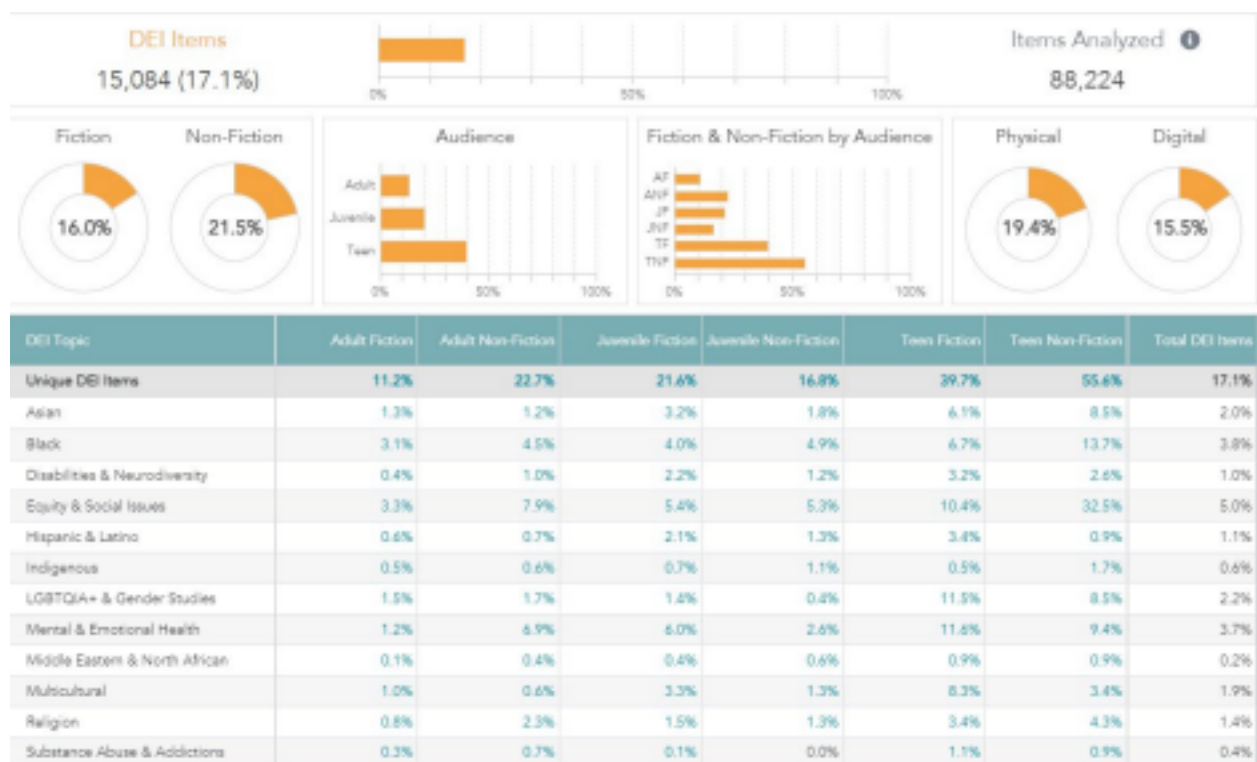 DEI Items
15,084 (17.1%)
0% 50% 100%
Items Analyzed i
88,224
Fiction Non-Fiction
16.0% 21.5%
Audience
Adult
Juvenile
Teen
0% 50% 100%
Fiction & Non-Fiction by Audience
AF
ANF
JF
JNF
TF
TNF
0% 50% 100%
Physical Digital
19.4% 15.5%
DEI Topic Adult Fiction Adult Non-Fiction Juvenile Fiction Juvenile Non-Fiction Teen Fiction Teen Non-Fiction Total DEI Items
Unique DEI Items 11.2% 22.7% 21.6% 16.8% 39.7% 55.6% 17.1%
Asian 1.3% 1.2% 3.2% 1.8% 6.1% 8.5% 2.0%
Black 3.1% 4.5% 4.0% 4.9% 6.7% 13.7% 3.8%
Disabilities & Neurodiversity 0.4% 1.0% 2.2% 1.2% 3.2% 2.6% 1.0%
Equity & Social Issues 3.3% 7.9% 5.4% 5.3% 10.4% 32.5% 5.0%
Hispanic & Latino 0.6% 0.7% 2.1% 1.3% 3.4% 0.9% 1.1%
Indigenous 0.5% 0.6% 0.7% 1.1% 0.5% 1.7% 0.6%
LGBTQIA+ & Gender Studies 1.5% 1.7% 1.4% 0.4% 11.5% 8.5% 2.2%
Mental & Emotional Health 1.2% 6.9% 6.0% 2.6% 11.6% 9.4% 3.7%
Middle Eastern & North African 0.1% 0.4% 0.4% 0.6% 0.9% 0.9% 0.2%
Multicultural 1.0% 0.6% 3.3% 1.3% 8.3% 3.4% 1.9%
Religion 0.8% 2.3% 1.5% 1.3% 3.4% 4.3% 1.4%
Substance Abuse & Addictions 0.3% 0.7% 0.1% 0.0% 1.1% 0.9% 0.4%